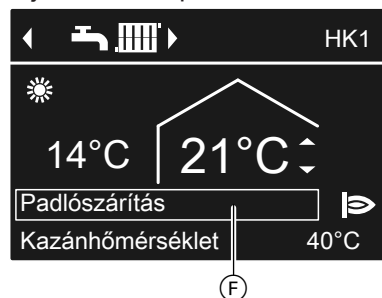 HK1
14°C 21°C
Padlószárítás
Kazánhőmérséklet 40°C
F